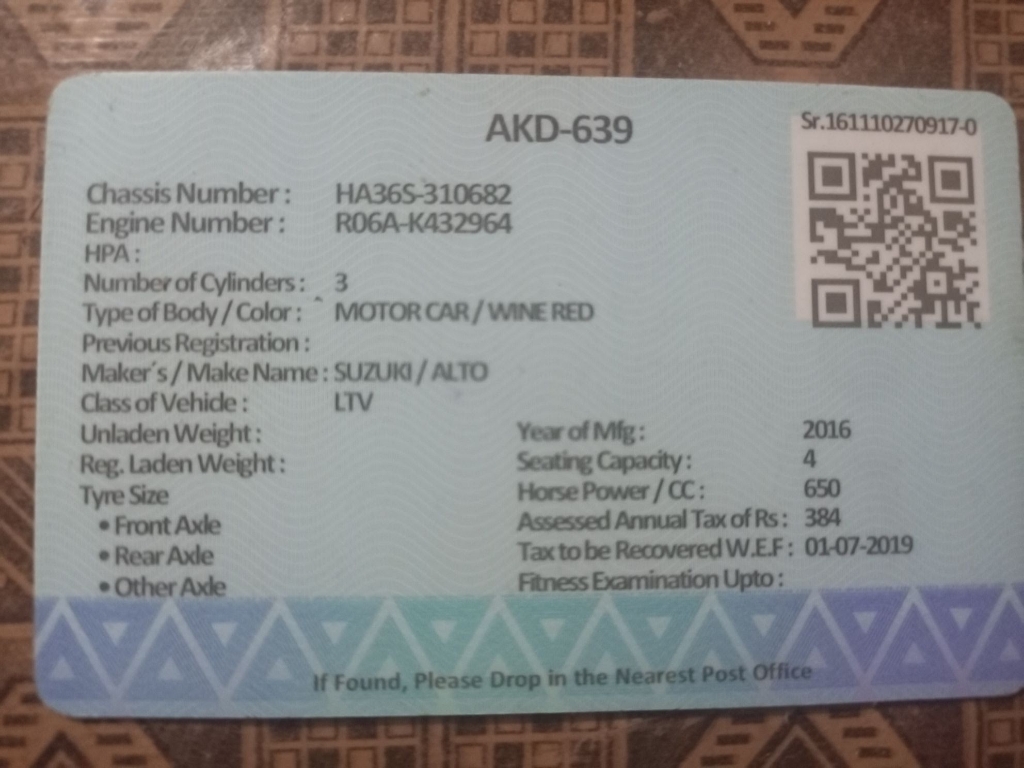 AKD-639
Sr.161110270917-0
Chassis Number : HA36S-310682
Engine Number : R06A-K432964
HPA :
Number of Cylinders : 3
Type of Body / Color : MOTOR CAR / WINE RED
Previous Registration :
Maker´s / Make Name : SUZUKI / ALTO
Class of Vehicle : LTV
Unladen Weight :
Reg. Laden Weight :
Tyre Size
• Front Axle
• Rear Axle
• Other Axle
Year of Mfg : 2016
Seating Capacity : 4
Horse Power / CC : 650
Assessed Annual Tax of Rs : 384
Tax to be Recovered W.E.F : 01-07-2019
Fitness Examination Upto :
If Found, Please Drop in the Nearest Post Office